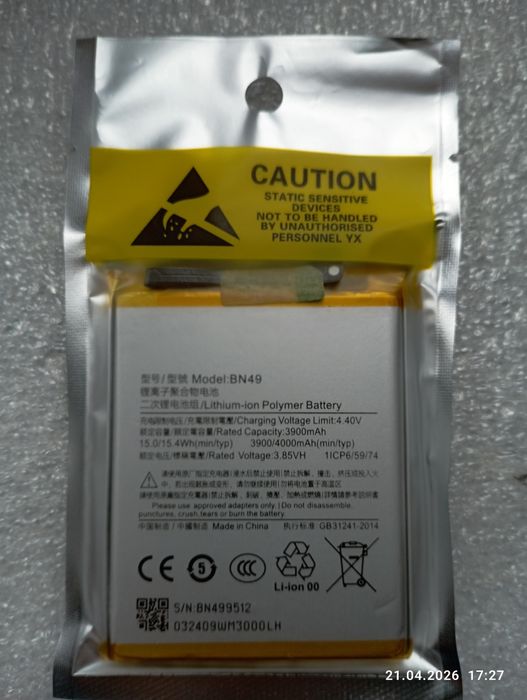 CAUTION
STATIC SENSITIVE
DEVICES
NOT TO BE HANDLED
BY UNAUTHORISED
PERSONNEL YX
型号/型號 Model:BN49
锂离子聚合物电池
二次锂电池组/Lithium-ion Polymer Battery
充电限制电压/充電限制電壓/Charging Voltage Limit:4.40V
额定容量/額定容量/Rated Capacity:3900mAh
15.0/15.4Wh(min/typ) 3900/4000mAh(min/typ)
标称电压/標稱電壓/Rated Voltage:3.85VH 1ICP6/59/74
Please use approved adapters only.| Do not disassemble,
punctures, crush,tears or burn the battery.
中国制造/中國製造 Made in China 执行标准:GB31241-2014
CE 5 CCC
Li-ion 00
S/N:BN499512
032409WM3000LH
21.04.2026 17:27